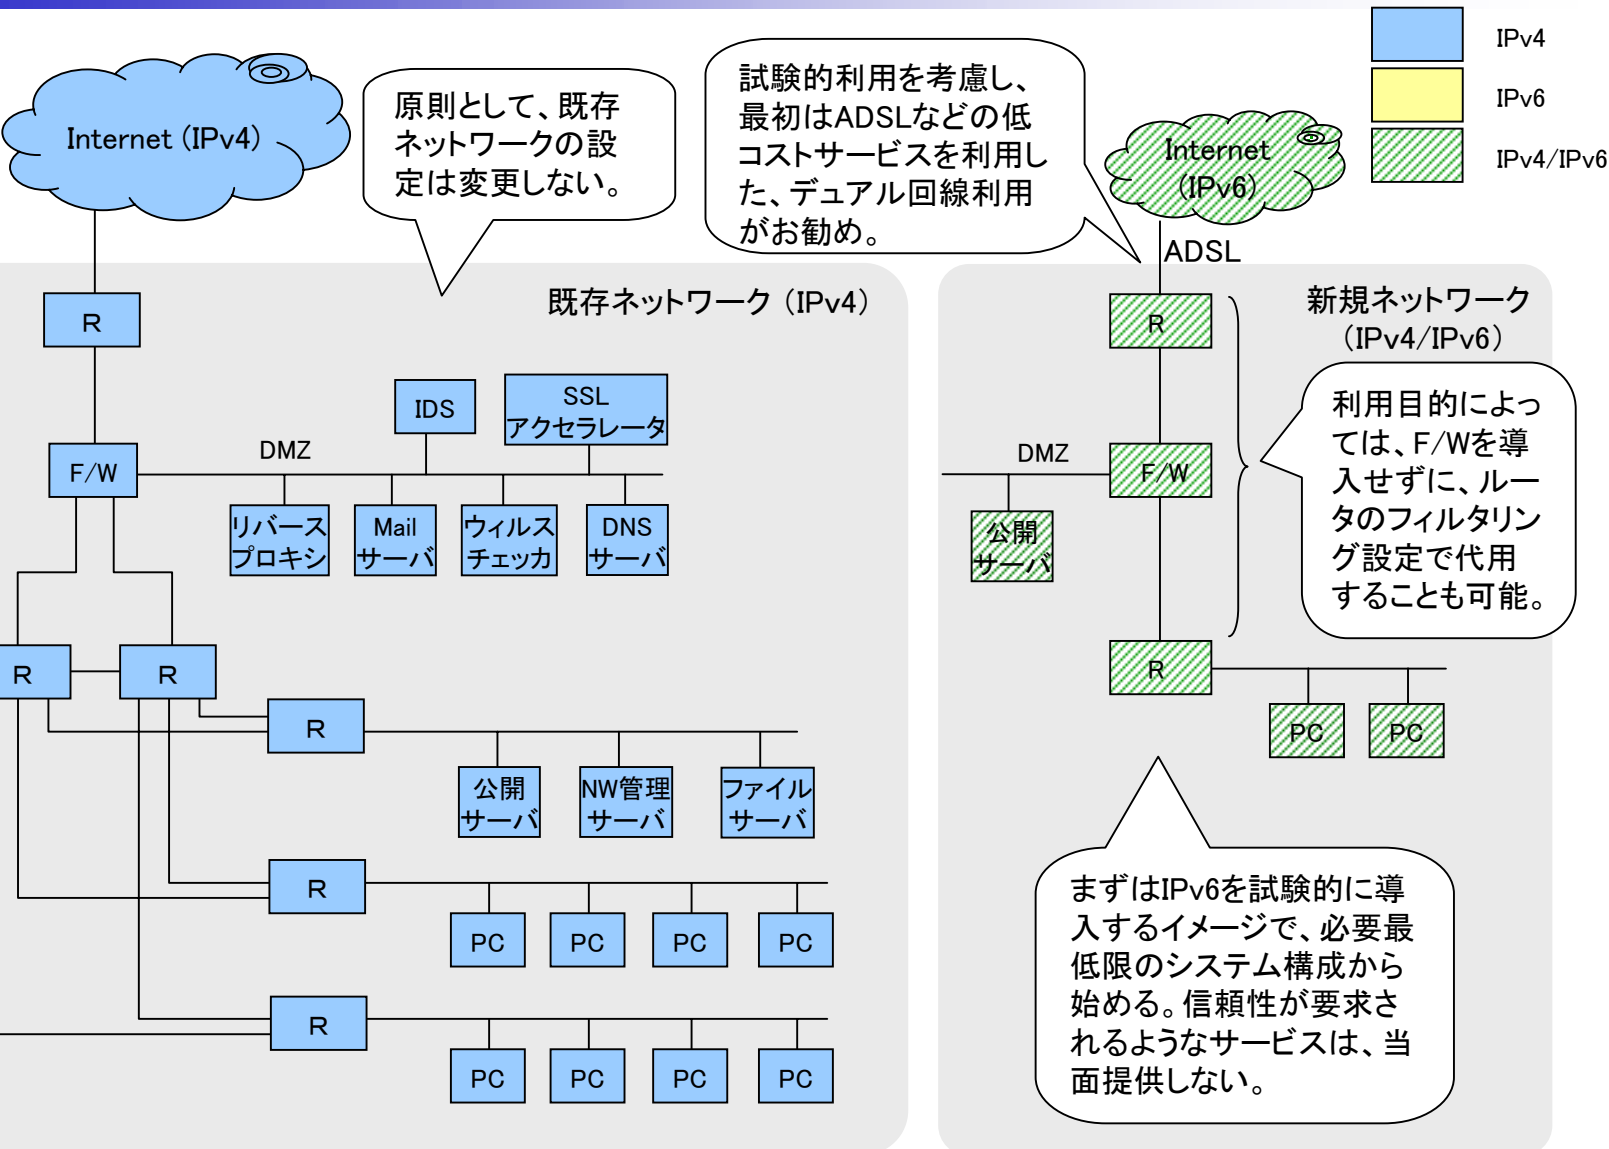 IPv4
IPv6
IPv4/IPv6
Internet (IPv4)
原則として、既存
ネットワークの設
定は変更しない。
試験的利用を考慮し、
最初はADSLなどの低
コストサービスを利用し
た、デュアル回線利用
がお勧め。
Internet
(IPv6)
ADSL
既存ネットワーク（IPv4）
R
IDS
SSL
アクセラレータ
F/W
DMZ
リバース
プロキシ
Mail
サーバ
ウィルス
チェッカ
DNS
サーバ
R
R
R
公開
サーバ
NW管理
サーバ
ファイル
サーバ
R
PC
PC
PC
PC
R
PC
PC
PC
PC
新規ネットワーク
（IPv4/IPv6）
R
利用目的によっ
ては、F/Wを導
入せずに、ルー
タのフィルタリン
グ設定で代用
することも可能。
DMZ
F/W
公開
サーバ
R
PC
PC
まずはIPv6を試験的に導
入するイメージで、必要最
低限のシステム構成から
始める。信頼性が要求さ
れるようなサービスは、当
面提供しない。